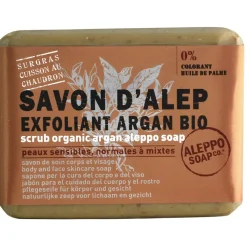 SURGRAS
CUISSON AU
CHAUDRON
0%
COLORANT
HUILE DE PALME
SAVON D'ALEP
EXFOLIANT ARGAN BIO
scrub organic argan aleppo soap
peaux sensibles, normales à mixtes
savon de soin corps et visage
body and face skincare soap
sapone per la cura del corpo e del viso
jabón para el cuidado del cuerpo y el rostro
pflegeseife für körper und gesicht
natuurlijke zeep voor lichaam en gezicht
ALEPPO
SOAP CO.